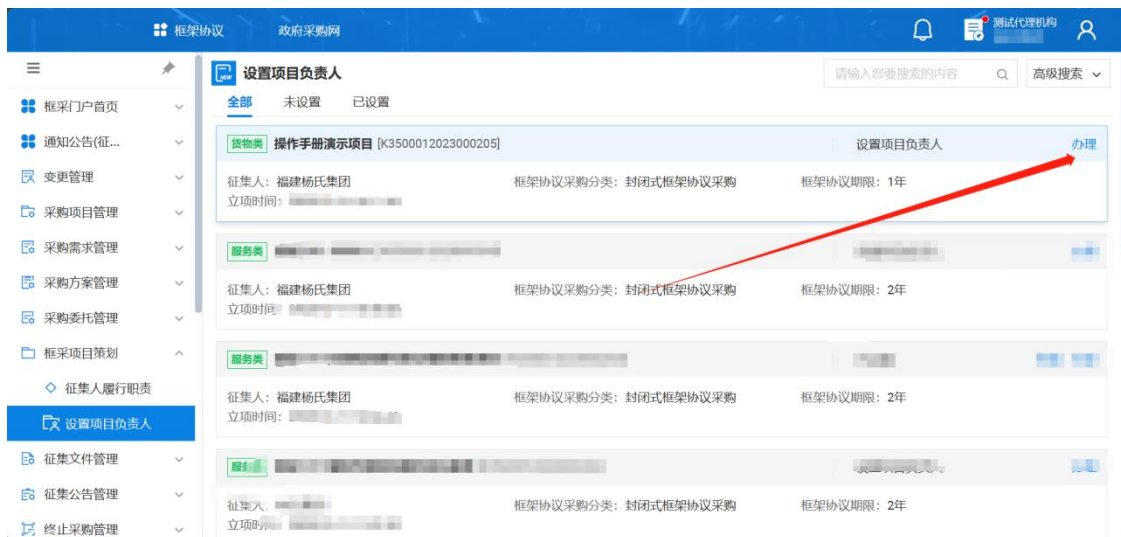 框架协议
政府采购网
测试代理机构
框采门户首页
通知公告(征...
变更管理
采购项目管理
采购需求管理
采购方案管理
采购委托管理
框采项目策划
征集人履行职责
设置项目负责人
征集文件管理
征集公告管理
终止采购管理
NEW 设置项目负责人
请输入您要搜索的内容
高级搜索
全部 未设置 已设置
货物类 操作手册演示项目 [K3500012023000205] 设置项目负责人 办理
征集人：福建杨氏集团 框架协议采购分类：封闭式框架协议采购 框架协议期限：1年
立项时间：
服务类
征集人：福建杨氏集团 框架协议采购分类：封闭式框架协议采购 框架协议期限：2年
立项时间
服务类
征集人：福建杨氏集团 框架协议采购分类：封闭式框架协议采购 框架协议期限：2年
立项时间：
框架协议采购分类：封闭式框架协议采购 框架协议期限：2年